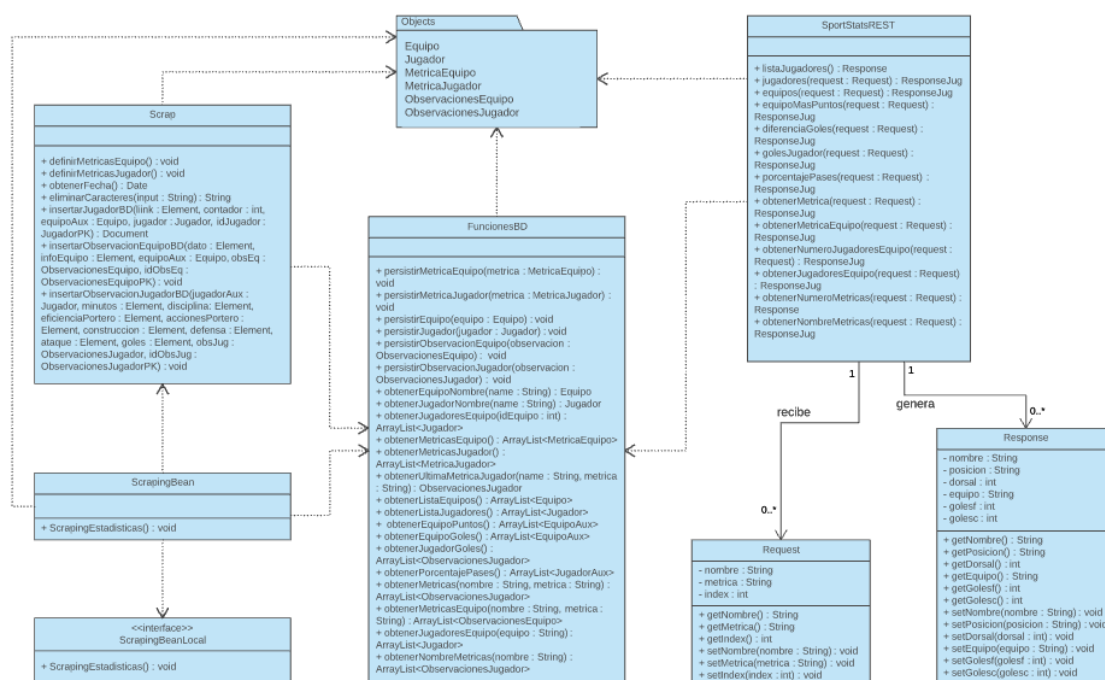 Objects
Equipo
Jugador
MetricaEquipo
MetricaJugador
ObservacionesEquipo
ObservacionesJugador
SportStatsREST
+ listaJugadores() : Response
+ jugadores(request : Request) : ResponseJug
+ equipos(request : Request) : ResponseJug
+ equipoMasPuntos(request : Request) :
ResponseJug
+ diferenciaGoles(request : Request) :
ResponseJug
+ golesJugador(request : Request) :
ResponseJug
+ porcentajePases(request : Request) :
ResponseJug
+ obtenerMetrica(request : Request) :
ResponseJug
+ obtenerMetricaEquipo(request : Request) :
ResponseJug
+ obtenerNumeroJugadoresEquipo(request :
Request) : ResponseJug
+ obtenerJugadoresEquipo(request : Request)
: ResponseJug
+ obtenerNumeroMetricas(request : Request) :
Response
+ obtenerNombreMetricas(request : Request) :
ResponseJug
Scrap
+ definirMetricasEquipo() : void
+ definirMetricasJugador() : void
+ obtenerFecha() : Date
+ eliminarCaracteres(input : String) : String
+ insertarJugadorBD(liink : Element, contador : int,
equipoAux : Equipo, jugador : Jugador, idJugador :
JugadorPK) : Document
+ insertarObservacionEquipoBD(dato : Element,
infoEquipo : Element, equipoAux : Equipo, obsEq :
ObservacionesEquipo, idObsEq :
ObservacionesEquipoPK) : void
+ insertarObservacionJugadorBD(jugadorAux :
Jugador, minutos : Element, disciplina: Element,
eficienciaPortero : Element, accionesPortero :
Element, construccion : Element, defensa : Element,
ataque : Element, goles : Element, obsJug :
ObservacionesJugador, idObsJug :
ObservacionesJugadorPK) : void
FuncionesBD
+ persistirMetricaEquipo(metrica : MetricaEquipo) :
void
+ persistirMetricaJugador(metrica : MetricaJugador) :
void
+ persistirEquipo(equipo : Equipo) : void
+ persistirJugador(jugador : Jugador) : void
+ persistirObservacionEquipo(observacion :
ObservacionesEquipo) : void
+ persistirObservacionJugador(observacion :
ObservacionesJugador) : void
+ obtenerEquipoNombre(name : String) : Equipo
+ obtenerJugadorNombre(name : String) : Jugador
+ obtenerJugadoresEquipo(idEquipo : int) :
ArrayList<Jugador>
+ obtenerMetricasEquipo() : ArrayList<MetricaEquipo>
+ obtenerMetricasJugador() :
ArrayList<MetricaJugador>
+ obtenerUltimaMetricaJugador(name : String, metrica
: String) : ObservacionesJugador
+ obtenerListaEquipos() : ArrayList<Equipo>
+ obtenerListaJugadores() : ArrayList<Jugador>
+ obtenerEquipoPuntos() : ArrayList<EquipoAux>
+ obtenerEquipoGoles() : ArrayList<EquipoAux>
+ obtenerJugadorGoles() :
ArrayList<ObservacionesJugador>
+ obtenerPorcentajePases() : ArrayList<JugadorAux>
+ obtenerMetricas(nombre : String, metrica : String) :
ArrayList<ObservacionesJugador>
+ obtenerMetricasEquipo(nombre : String, metrica :
String) : ArrayList<ObservacionesEquipo>
+ obtenerJugadoresEquipo(equipo : String) :
ArrayList<Jugador>
+ obtenerNombreMetricas(nombre : String) :
ArrayList<ObservacionesJugador>
ScrapingBean
+ ScrapingEstadisticas() : void
<<interface>>
ScrapingBeanLocal
+ ScrapingEstadisticas() : void
1
1
recibe
genera
0..*
0..*
Request
- nombre : String
- metrica : String
- index : int
+ getNombre() : String
+ getMetrica() : String
+ getIndex() : int
+ setNombre(nombre : String) : void
+ setMetrica(metrica : String) : void
+ setIndex(index : int) : void
Response
- nombre : String
- posicion : String
- dorsal : int
- equipo : String
- golesf : int
- golesc : int
+ getNombre() : String
+ getPosicion() : String
+ getDorsal() : int
+ getEquipo() : String
+ getGolesf() : int
+ getGolesc() : int
+ setNombre(nombre : String) : void
+ setPosicion(posicion : String) : void
+ setDorsal(dorsal : int) : void
+ setEquipo(equipo : String) : void
+ setGolesf(golesf : int) : void
+ setGolesc(golesc : int) : void